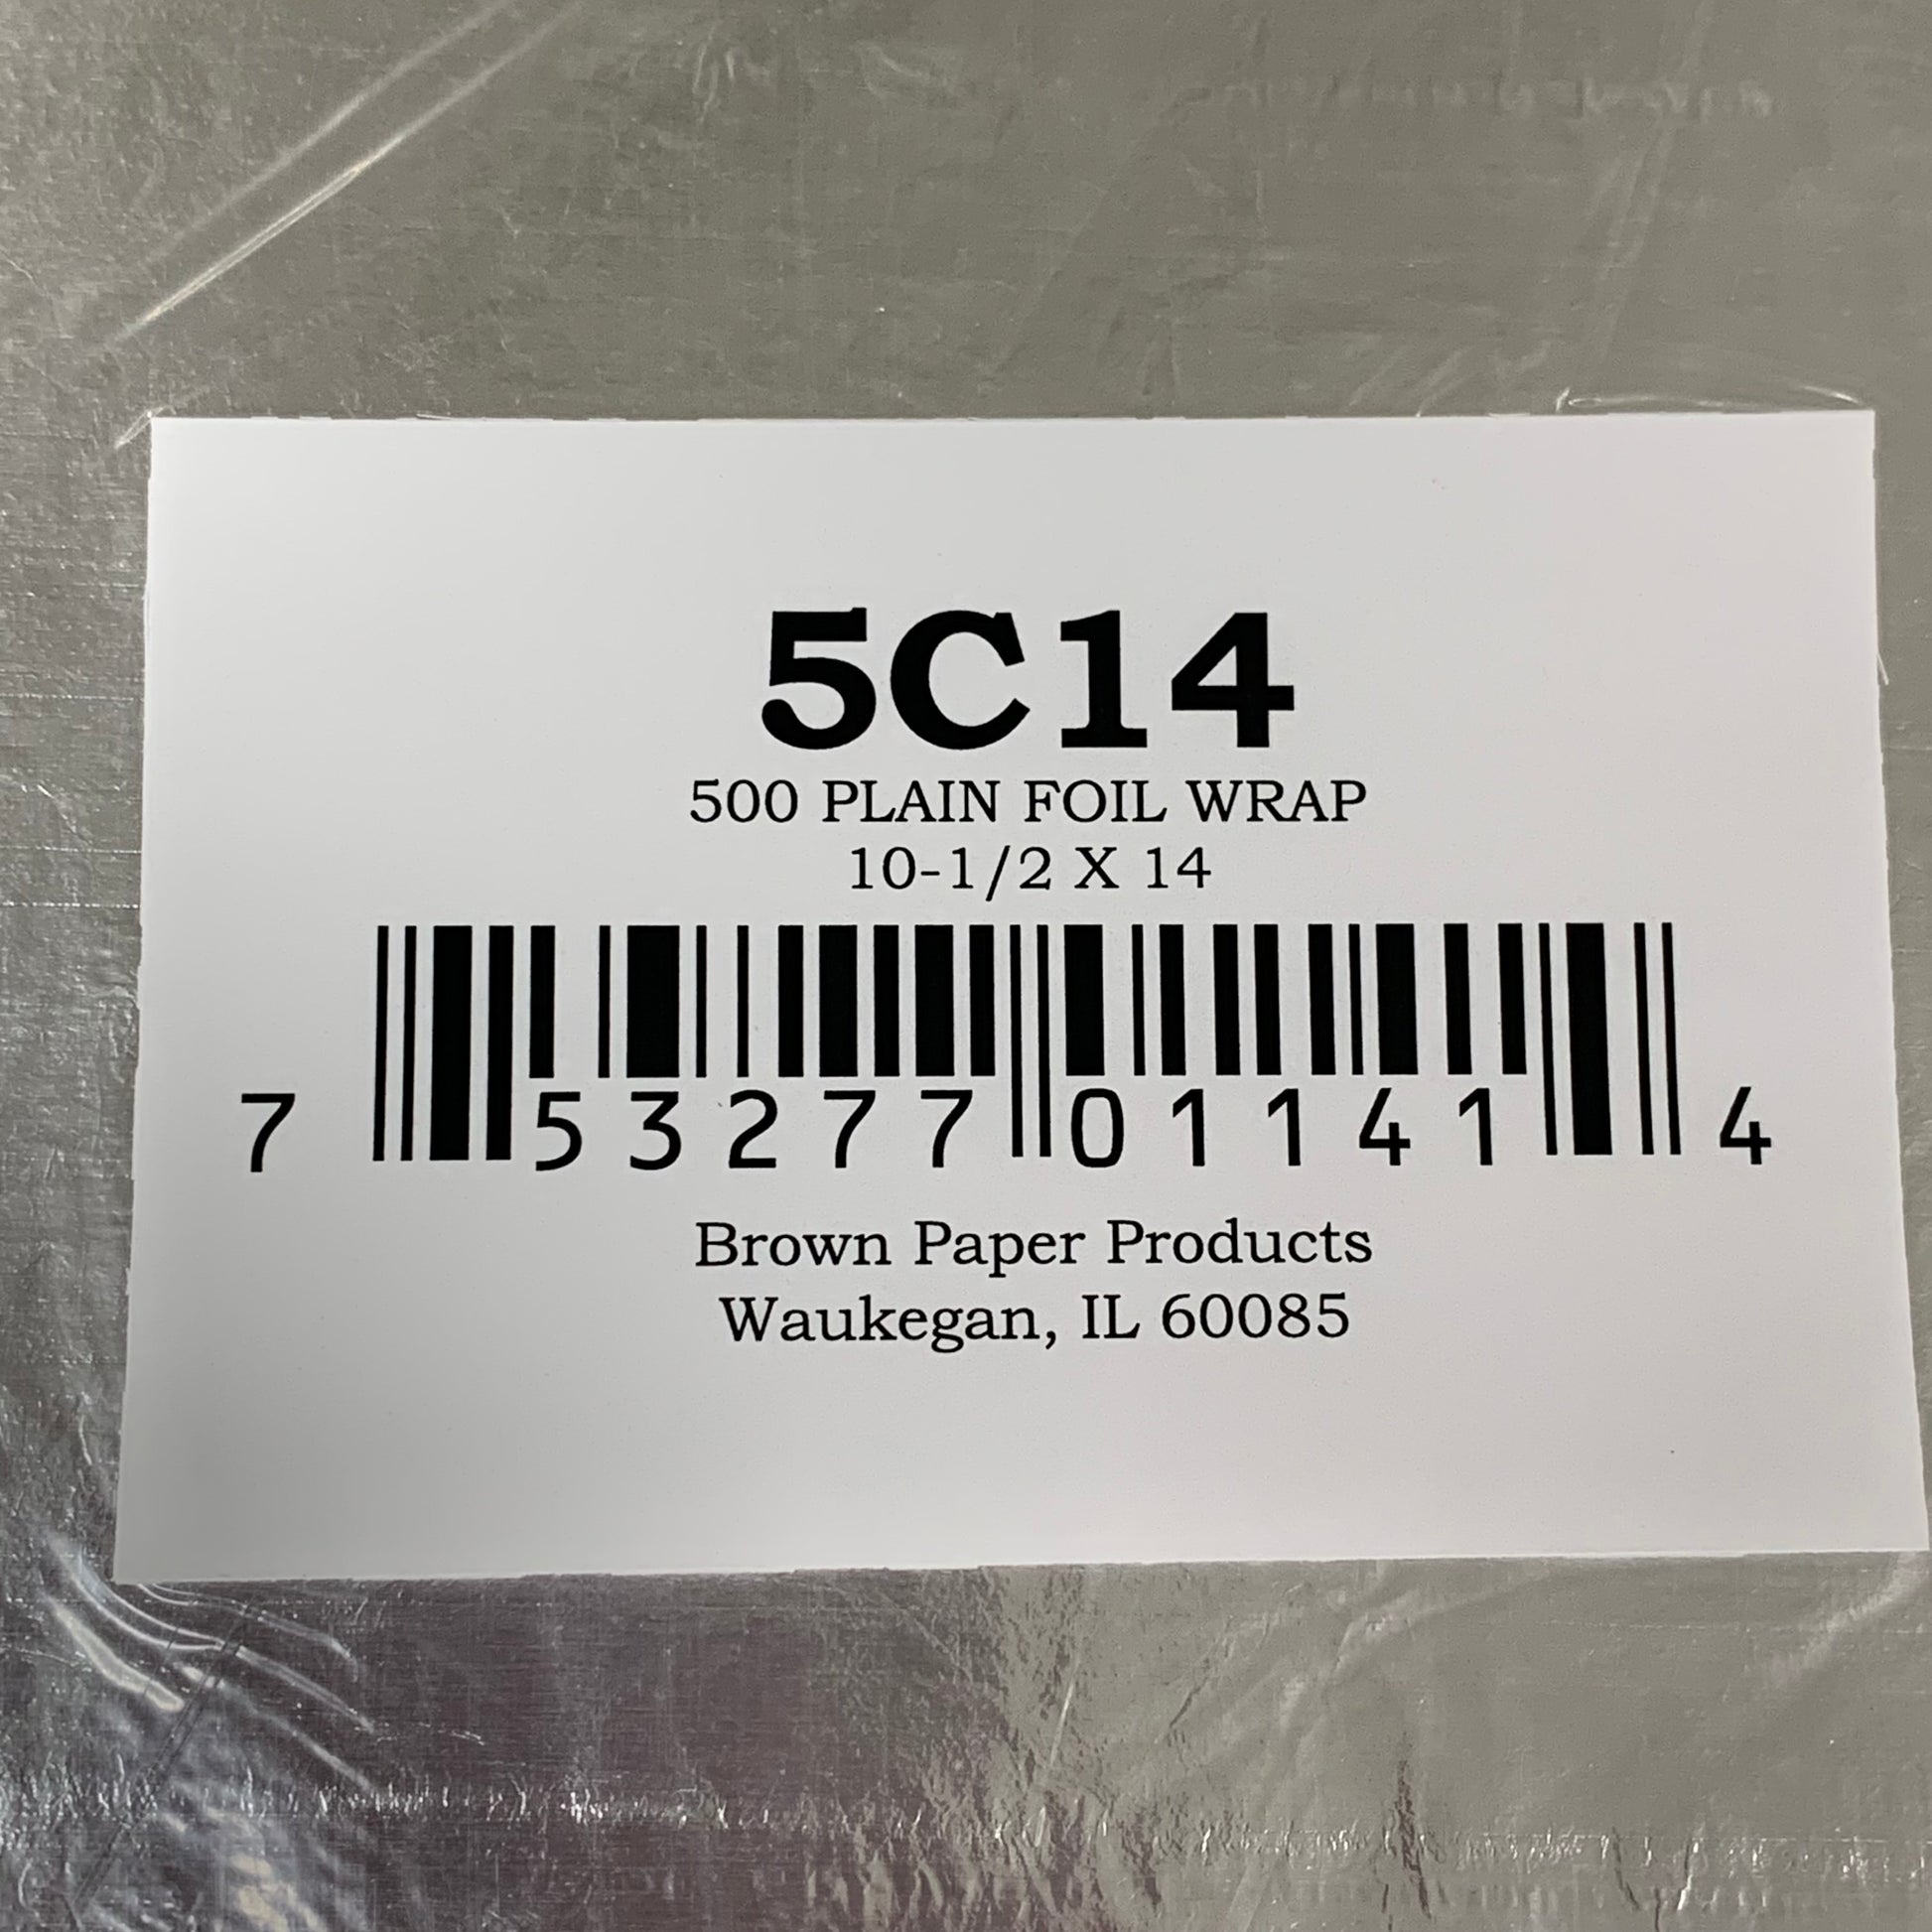 5C14
500 PLAIN FOIL WRAP
10-1/2 X 14
7 53277 01141 4
Brown Paper Products
Waukegan, IL 60085